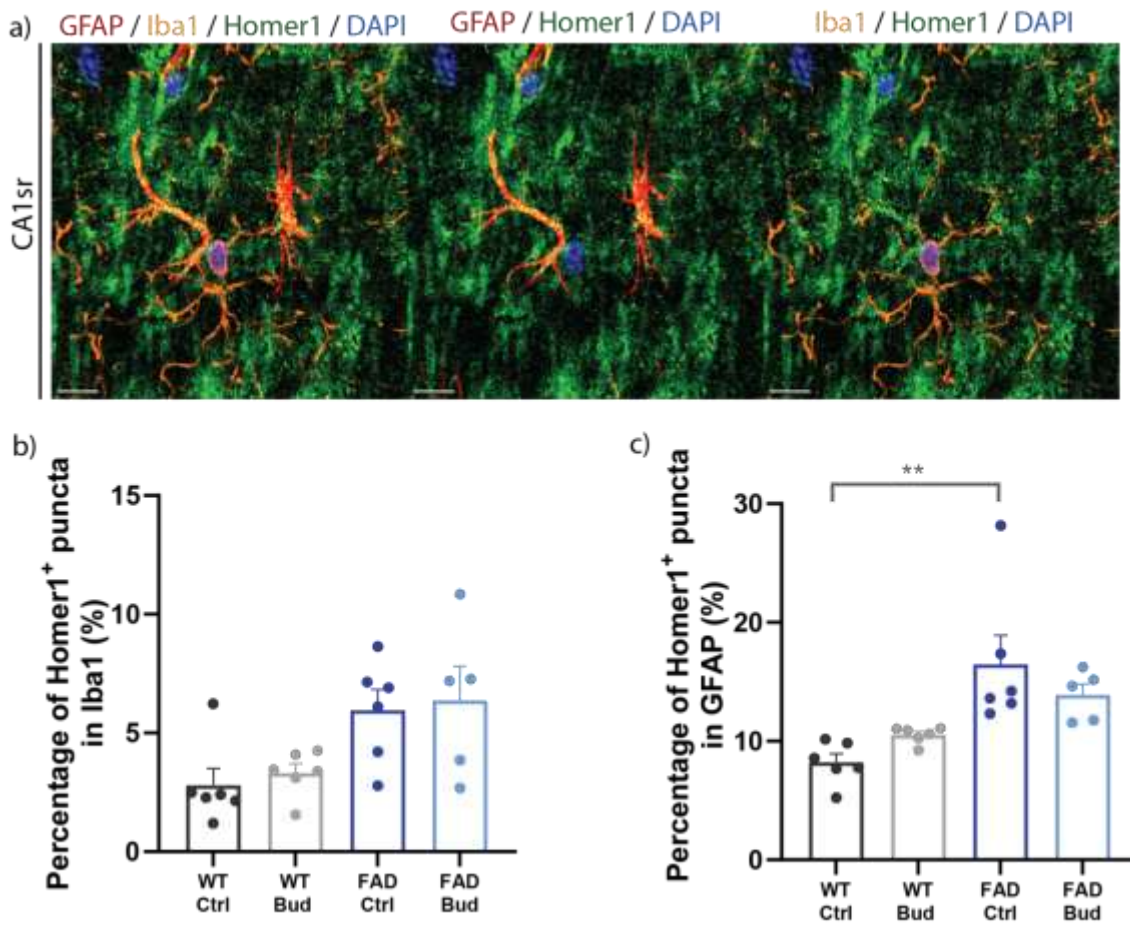 a) GFAP / Iba1 / Homer1 / DAPI
GFAP / Homer1 / DAPI
Iba1 / Homer1 / DAPI
CA1sr
b)
Percentage of Homer1⁺ puncta
in Iba1 (%)
15
10
5
0
WT
Ctrl
WT
Bud
FAD
Ctrl
FAD
Bud
c)
Percentage of Homer1⁺ puncta
in GFAP (%)
**
30
20
10
0
WT
Ctrl
WT
Bud
FAD
Ctrl
FAD
Bud